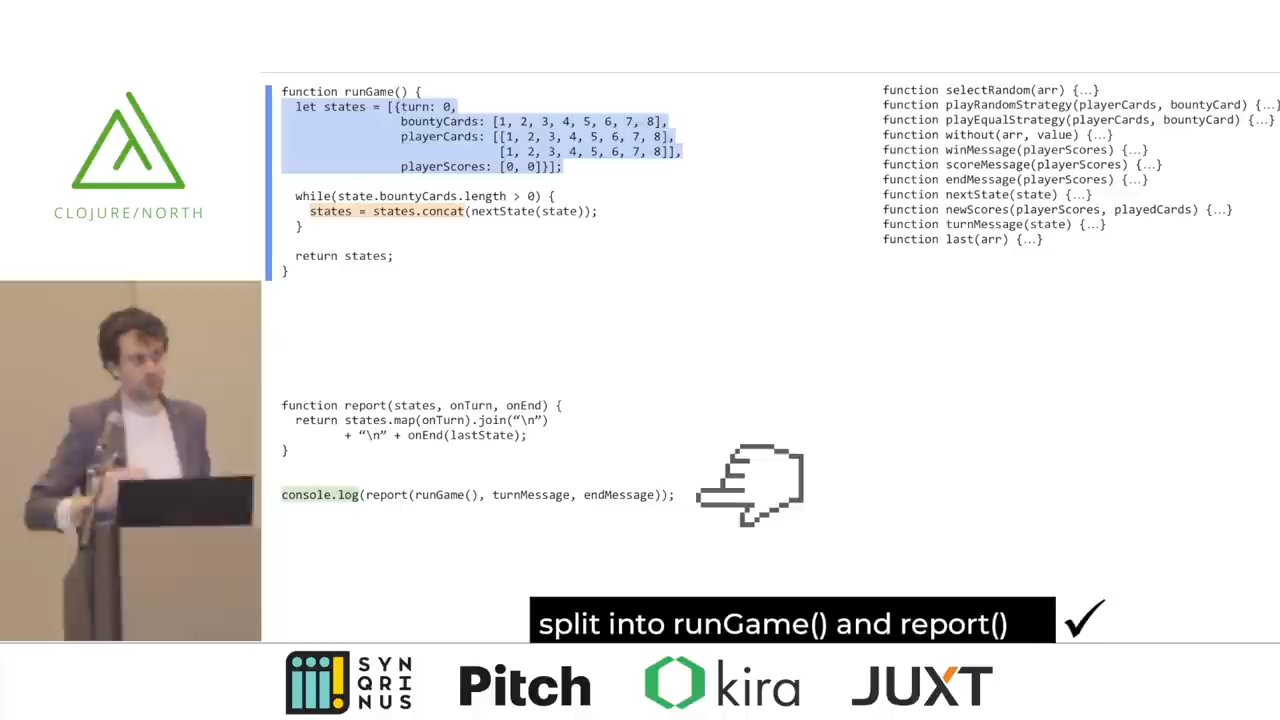 CLOJURE/NORTH
function runGame() {
let states = [{turn: 0,
bountyCards: [1, 2, 3, 4, 5, 6, 7, 8],
playerCards: [[1, 2, 3, 4, 5, 6, 7, 8],
[1, 2, 3, 4, 5, 6, 7, 8]],
playerScores: [0, 0]}];
while(state.bountyCards.length > 0) {
states = states.concat(nextState(state));
}
return states;
}
function report(states, onTurn, onEnd) {
return states.map(onTurn).join(“\n”)
+ “\n” + onEnd(lastState);
}
console.log(report(runGame(), turnMessage, endMessage));
function selectRandom(arr) {...}
function playRandomStrategy(playerCards, bountyCard) {...
function playEqualStrategy(playerCards, bountyCard) {...}
function without(arr, value) {...}
function winMessage(playerScores) {...}
function scoreMessage(playerScores) {...}
function endMessage(playerScores) {...}
function nextState(state) {...}
function newScores(playerScores, playedCards) {...}
function turnMessage(state) {...}
function last(arr) {...}
split into runGame() and report()
SYN
QRI
NUS
Pitch
kira
JUXT